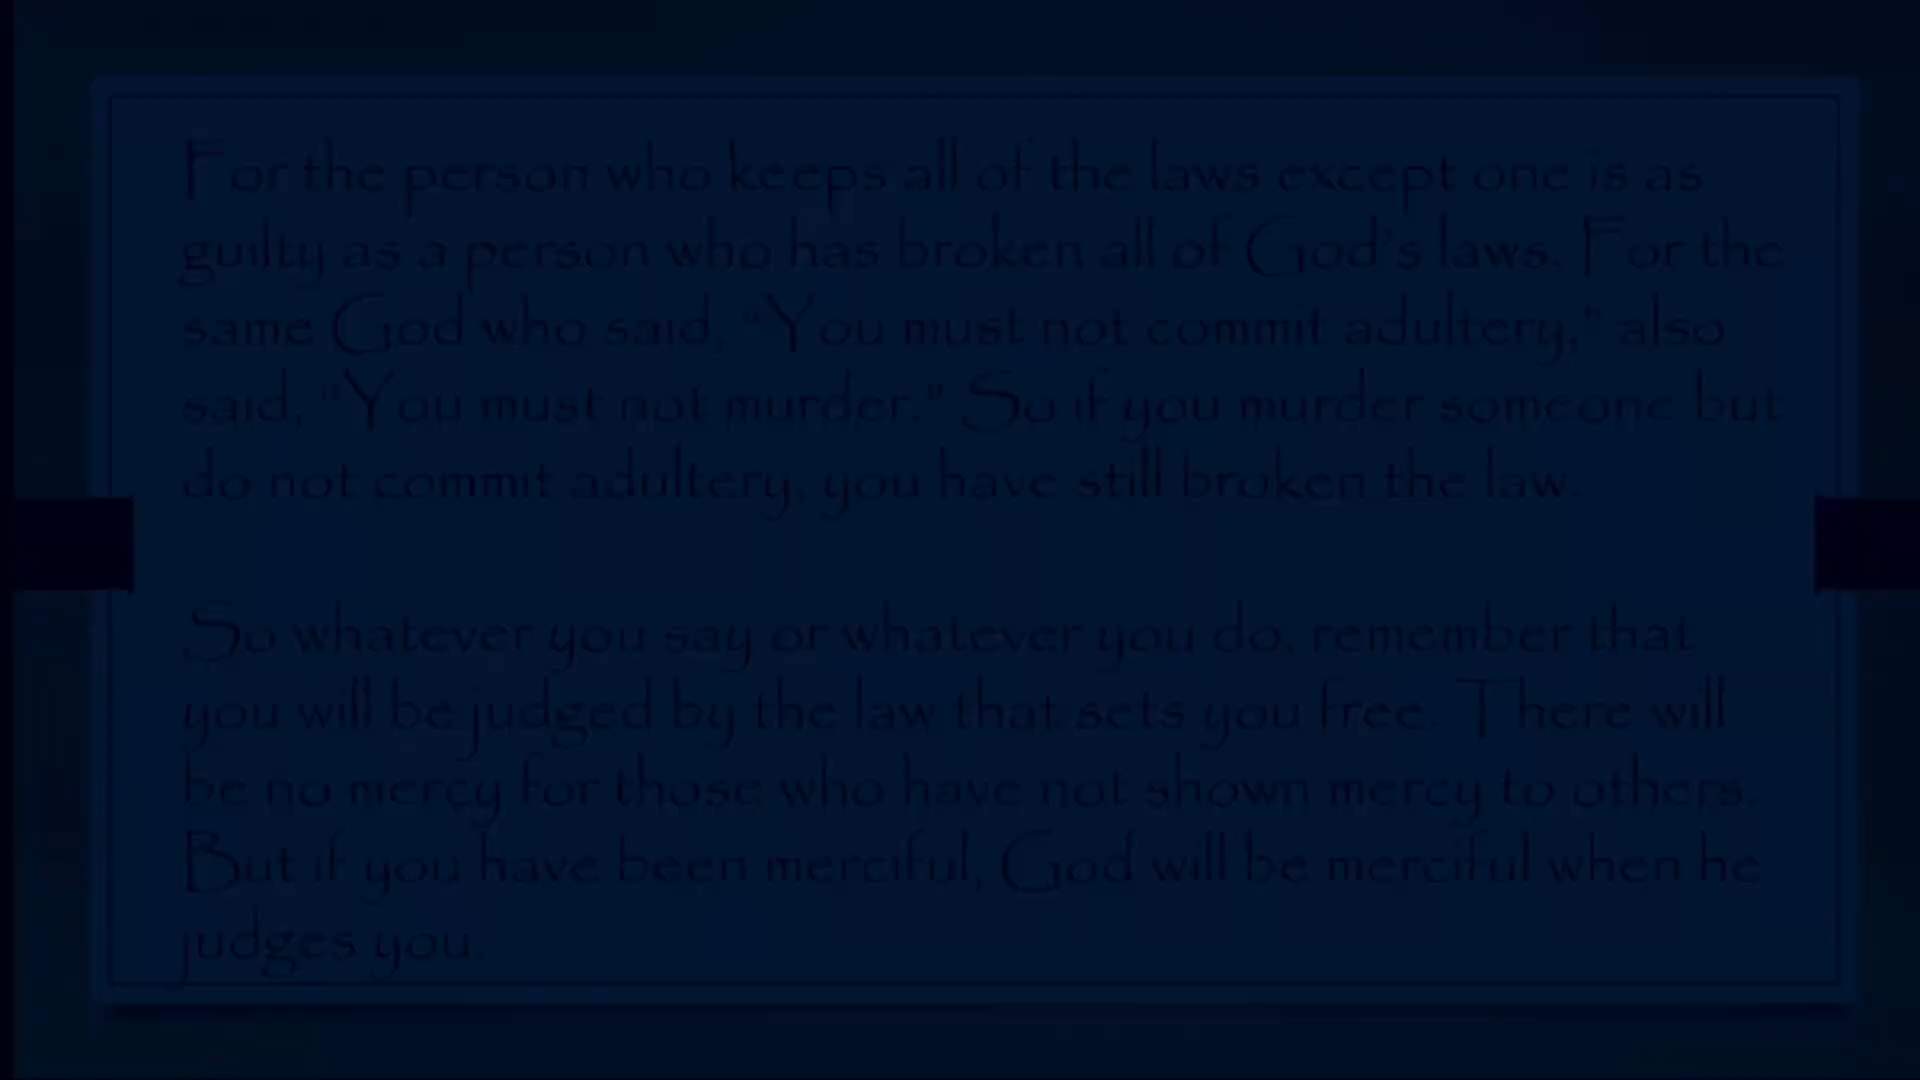 For the person who keeps all of the laws except one is as
guilty as a person who has broken all of God's laws. For the
same God who said, "You must not commit adultery," also
said, "You must not murder." So if you murder someone but
do not commit adultery, you have still broken the law.
So whatever you say or whatever you do, remember that
you will be judged by the law that sets you free. There will
be no mercy for those who have not shown mercy to others.
But if you have been merciful, God will be merciful when he
judges you.